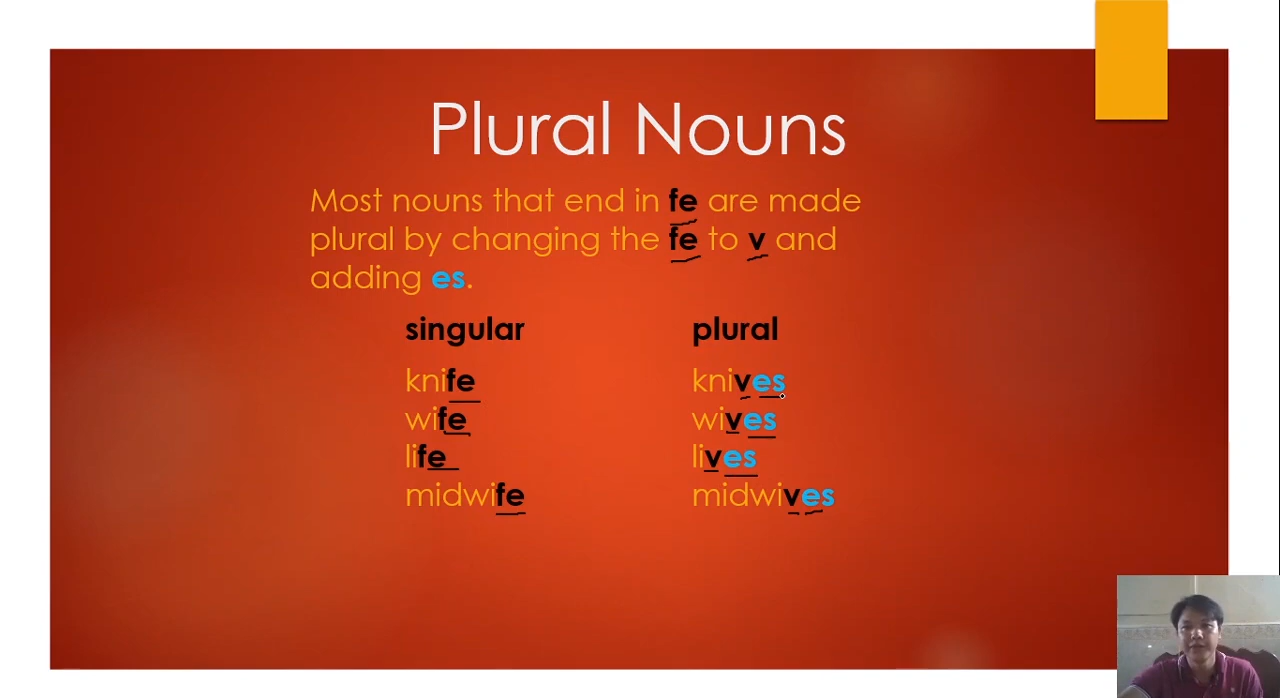 Plural Nouns
Most nouns that end in fe are made
plural by changing the fe to v and
adding es.
singular plural
knife knives
wife wives
life lives
midwife midwives